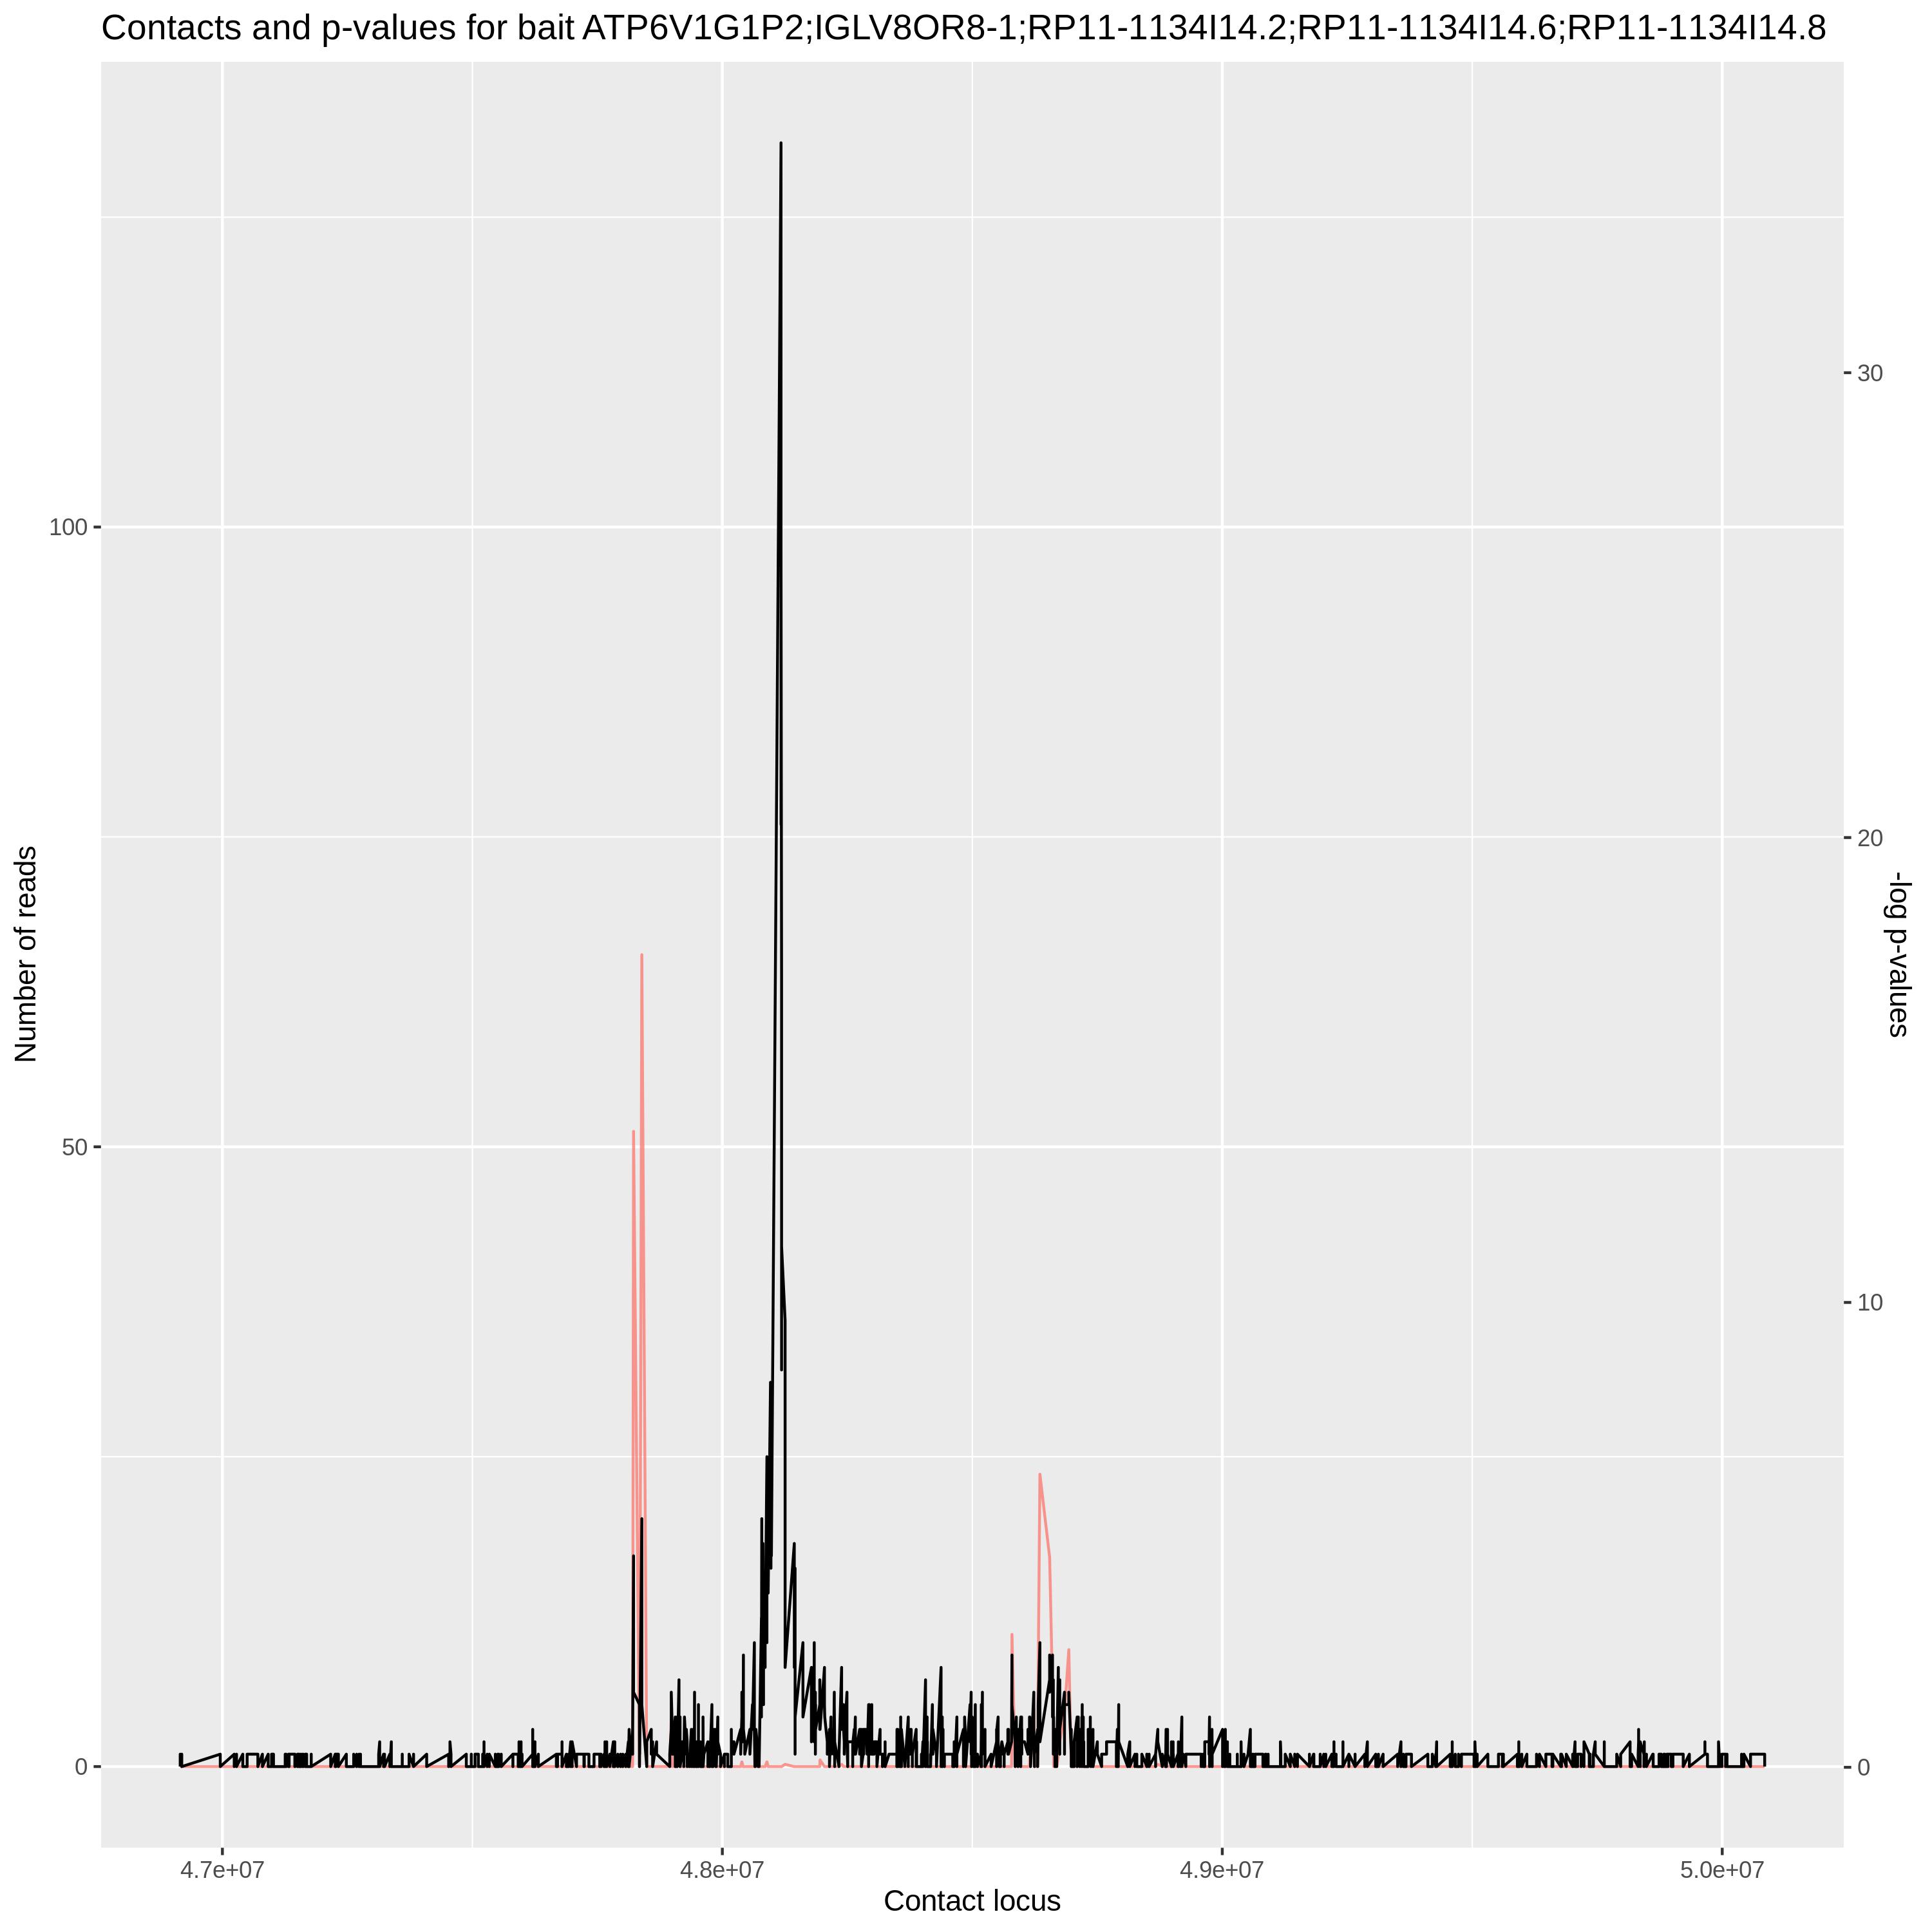 Contacts and p-values for bait ATP6V1G1P2;IGLV8OR8-1;RP11-1134I14.2;RP11-1134I14.6;RP11-1134I14.8
100
50
0
Number of reads
30
20
10
0
-log p-values
4.7e+07
4.8e+07
4.9e+07
5.0e+07
Contact locus